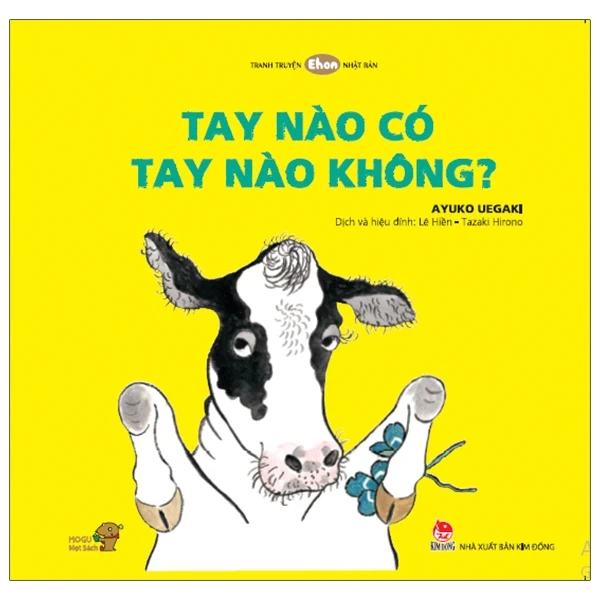 TRANH TRUYỆN Ehon NHẬT BẢN
TAY NÀO CÓ
TAY NÀO KHÔNG?
AYUKO UEGAKI
Dịch và hiệu đính: Lê Hiền - Tazaki Hirono
MOGU
Mọt Sách
KIM ĐỒNG
NHÀ XUẤT BẢN KIM ĐỒNG